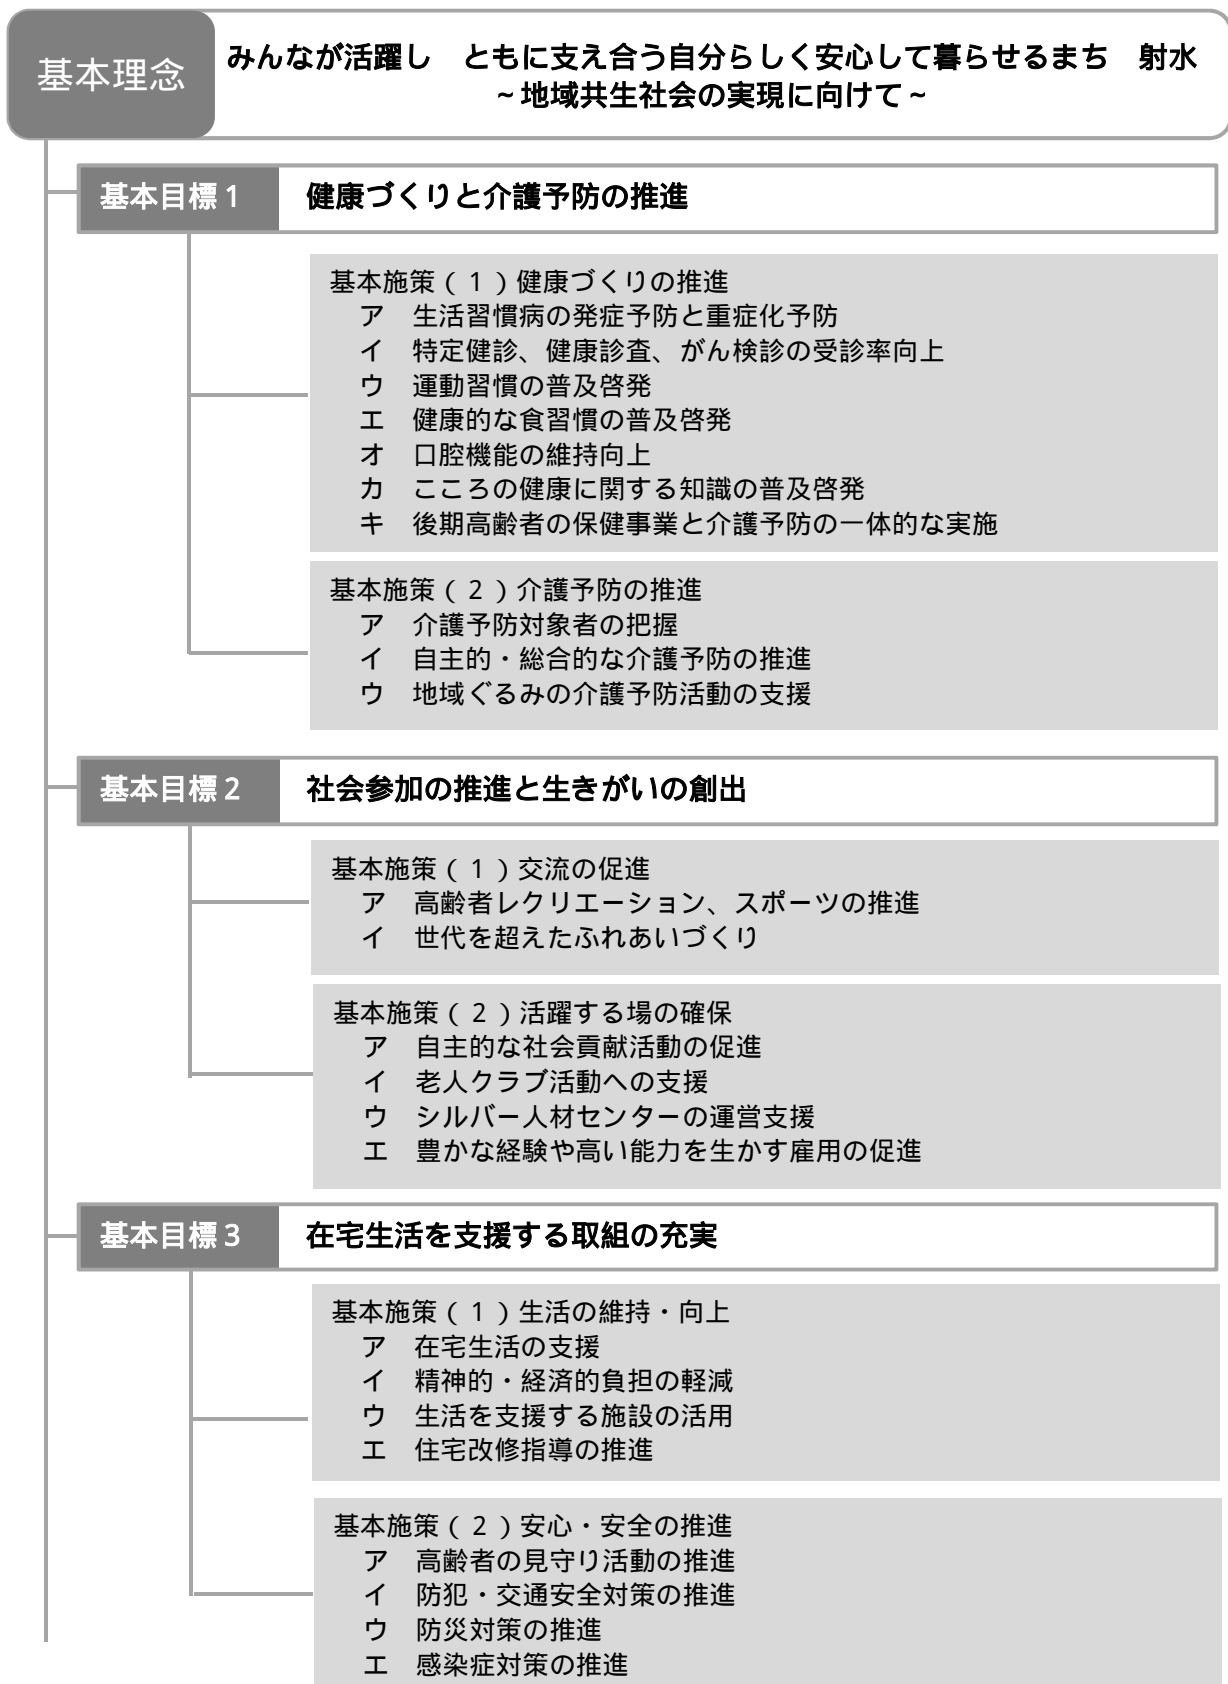 基本理念
みんなが活躍し　ともに支え合う自分らしく安心して暮らせるまち　射水
~地域共生社会の実現に向けて~
基本目標１　健康づくりと介護予防の推進
基本施策（１）健康づくりの推進
ア　生活習慣病の発症予防と重症化予防
イ　特定健診、健康診査、がん検診の受診率向上
ウ　運動習慣の普及啓発
エ　健康的な食習慣の普及啓発
オ　口腔機能の維持向上
カ　こころの健康に関する知識の普及啓発
キ　後期高齢者の保健事業と介護予防の一体的な実施
基本施策（２）介護予防の推進
ア　介護予防対象者の把握
イ　自主的・総合的な介護予防の推進
ウ　地域ぐるみの介護予防活動の支援
基本目標２　社会参加の推進と生きがいの創出
基本施策（１）交流の促進
ア　高齢者レクリエーション、スポーツの推進
イ　世代を超えたふれあいづくり
基本施策（２）活躍する場の確保
ア　自主的な社会貢献活動の促進
イ　老人クラブ活動への支援
ウ　シルバー人材センターの運営支援
エ　豊かな経験や高い能力を生かす雇用の促進
基本目標３　在宅生活を支援する取組の充実
基本施策（１）生活の維持・向上
ア　在宅生活の支援
イ　精神的・経済的負担の軽減
ウ　生活を支援する施設の活用
エ　住宅改修指導の推進
基本施策（２）安心・安全の推進
ア　高齢者の見守り活動の推進
イ　防犯・交通安全対策の推進
ウ　防災対策の推進
エ　感染症対策の推進